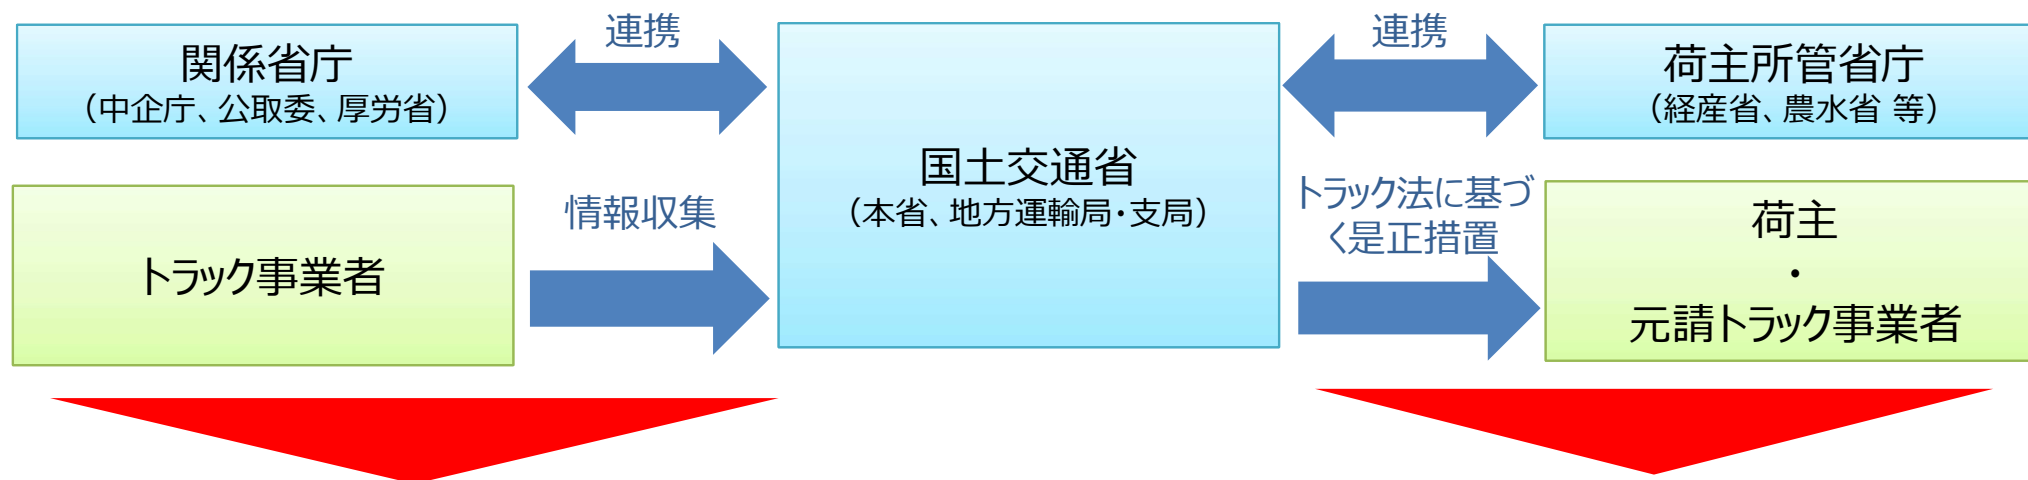 関係省庁
（中企庁、公取委、厚労省）
連携
国土交通省
（本省、地方運輸局・支局）
連携
荷主所管省庁
（経産省、農水省 等）
トラック事業者
情報収集
トラック法に基づ
く是正措置
荷主
・
元請トラック事業者